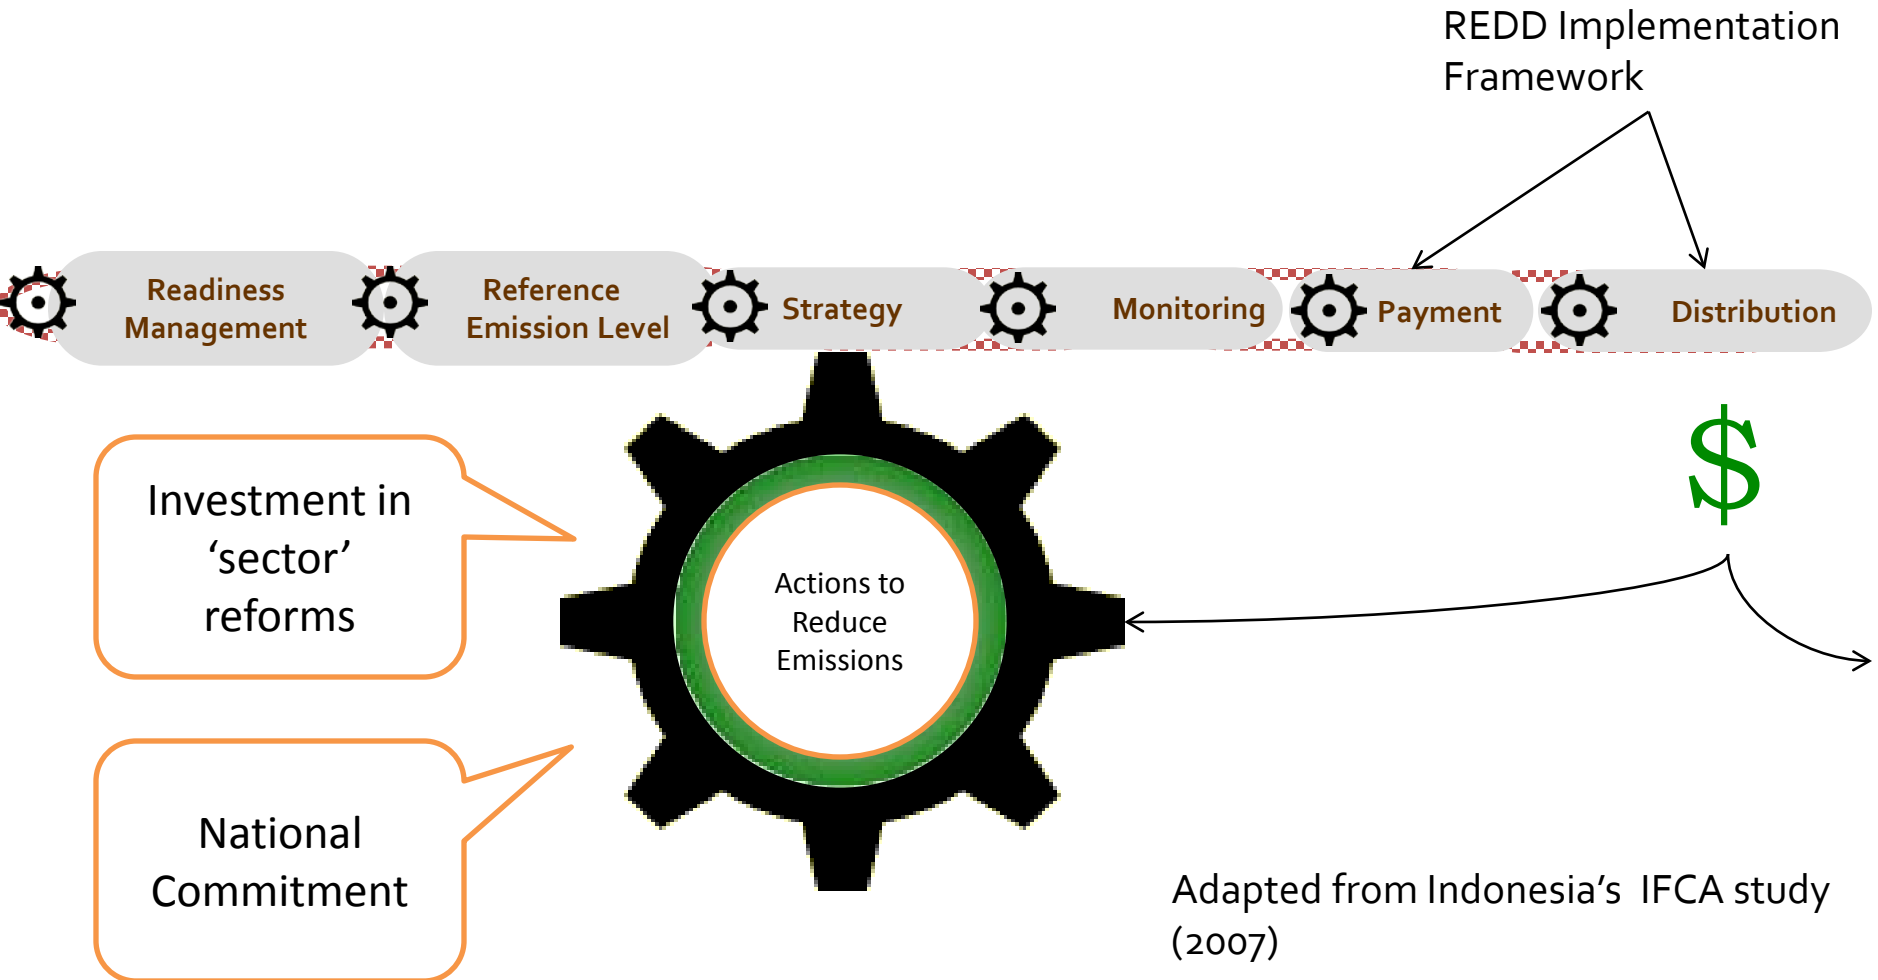 REDD Implementation
Framework
Readiness
Management
Reference
Emission Level
Strategy
Monitoring
Payment
Distribution
$
Investment in
‘sector’
reforms
Actions to
Reduce
Emissions
National
Commitment
Adapted from Indonesia’s  IFCA study
(2007)